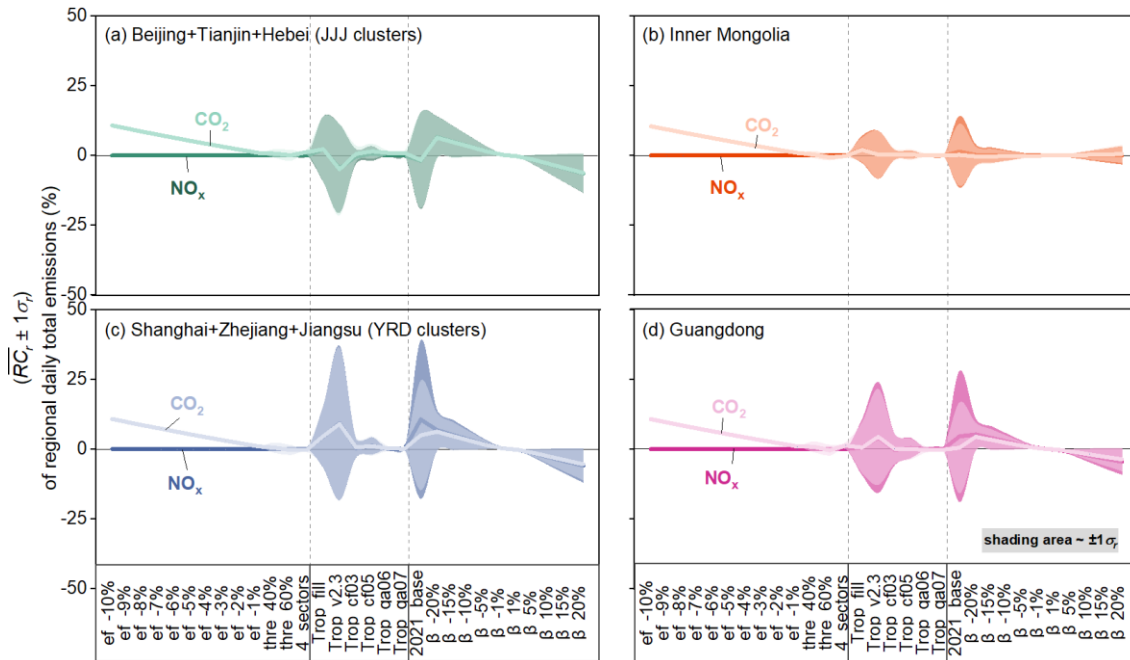 (RC̅r ± 1σr)
of regional daily total emissions (%)
50
25
0
-25
50
25
0
-25
-50
(a) Beijing+Tianjin+Hebei (JJJ clusters)
CO2
NOx
(b) Inner Mongolia
CO2
NOx
(c) Shanghai+Zhejiang+Jiangsu (YRD clusters)
CO2
NOx
(d) Guangdong
CO2
NOx
shading area ~ ±1σr
ef -10%
ef -9%
ef -8%
ef -7%
ef -6%
ef -5%
ef -4%
ef -3%
ef -2%
ef -1%
thre 40%
thre 60%
4 sectors
Trop fill
Trop v2.3
Trop cf03
Trop cf05
Trop qa06
Trop qa07
2021 base
β -20%
β -15%
β -10%
β -5%
β -1%
β 1%
β 5%
β 10%
β 15%
β 20%
ef -10%
ef -9%
ef -8%
ef -7%
ef -6%
ef -5%
ef -4%
ef -3%
ef -2%
ef -1%
thre 40%
thre 60%
4 sectors
Trop fill
Trop v2.3
Trop cf03
Trop cf05
Trop qa06
Trop qa07
2021 base
β -20%
β -15%
β -10%
β -5%
β -1%
β 1%
β 5%
β 10%
β 15%
β 20%